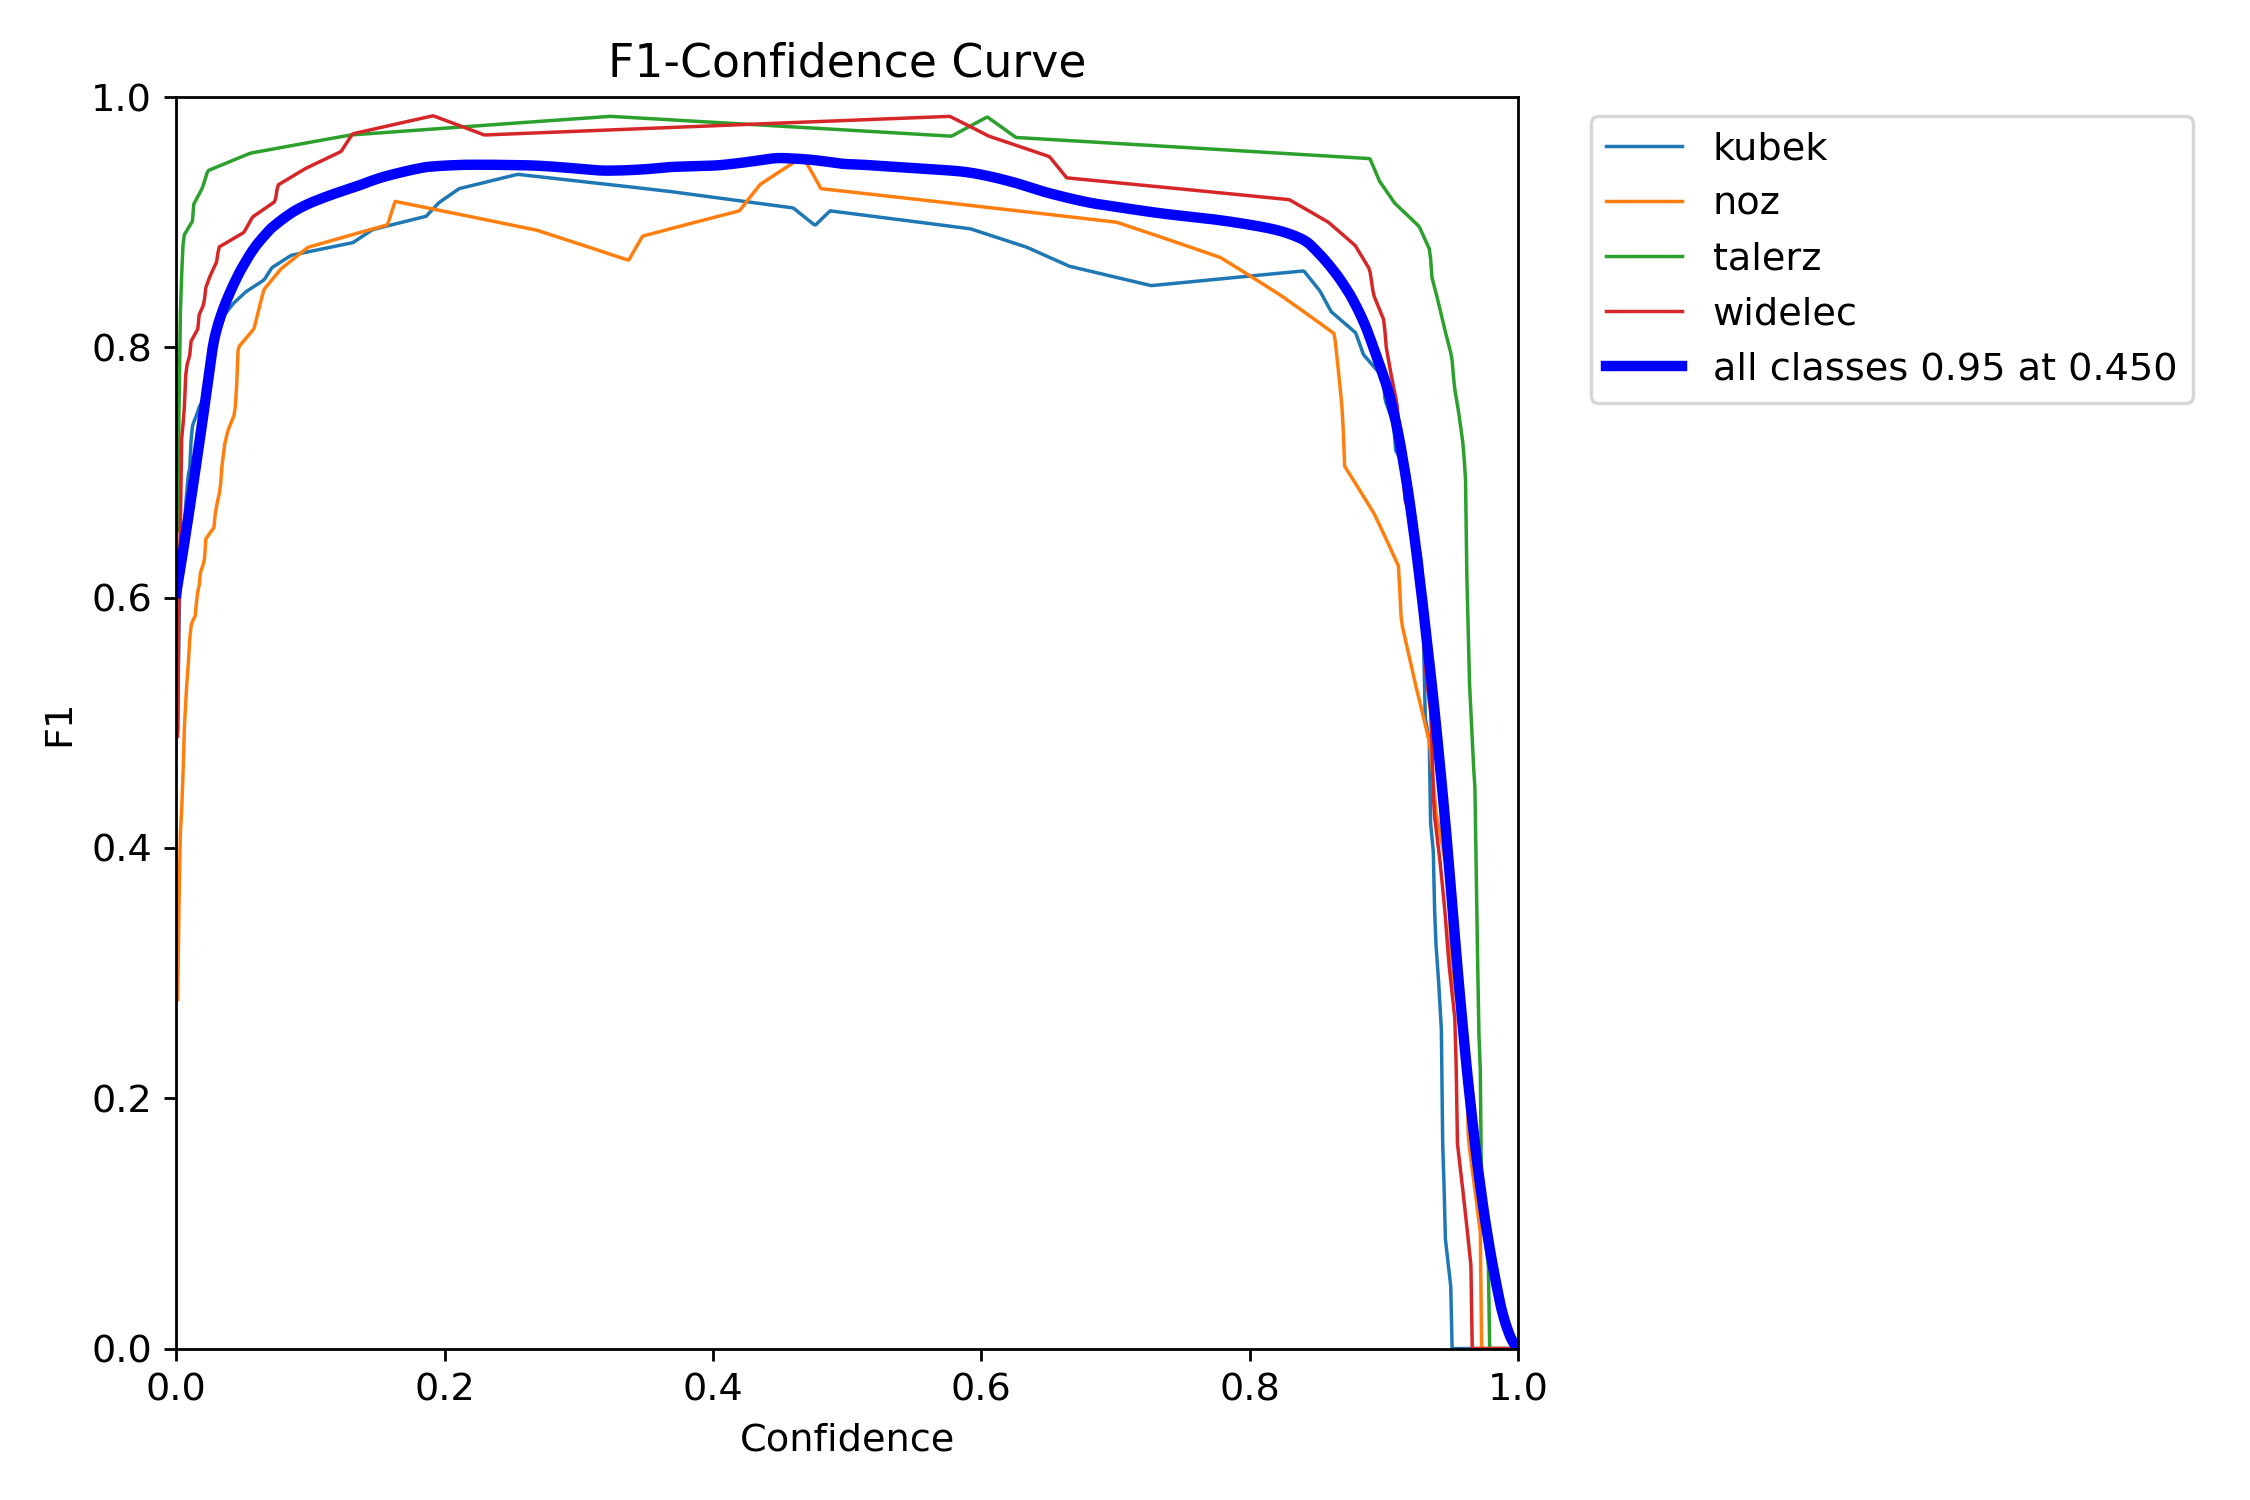 F1-Confidence Curve
1.0
0.8
0.6
0.4
0.2
0.0
F1
0.0 0.2 0.4 0.6 0.8 1.0
Confidence
kubek
noz
talerz
widelec
all classes 0.95 at 0.450